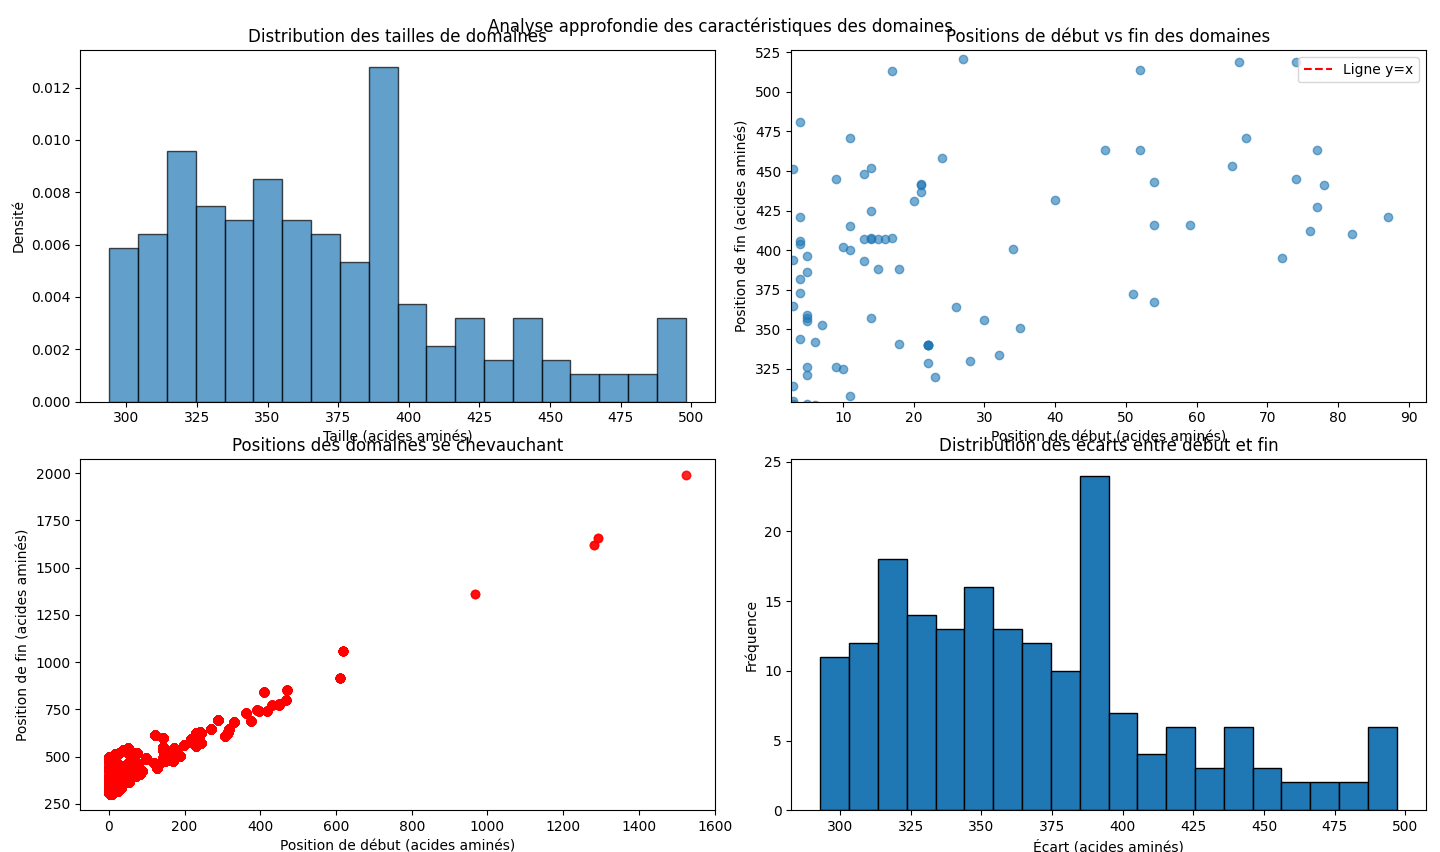 Analyse approfondie des caractéristiques des domaines
Distribution des tailles de domaines
Densité
0.012
0.010
0.008
0.006
0.004
0.002
0.000
300 325 350 375 400 425 450 475 500
Taille (acides aminés)
Positions de début vs fin des domaines
Ligne y=x
Position de fin (acides aminés)
525
500
475
450
425
400
375
350
325
10 20 30 40 50 60 70 80 90
Position de début (acides aminés)
Positions des domaines se chevauchant
Position de fin (acides aminés)
2000
1750
1500
1250
1000
750
500
250
0 200 400 600 800 1000 1200 1400 1600
Position de début (acides aminés)
Distribution des écarts entre début et fin
Fréquence
25
20
15
10
5
0
300 325 350 375 400 425 450 475 500
Écart (acides aminés)